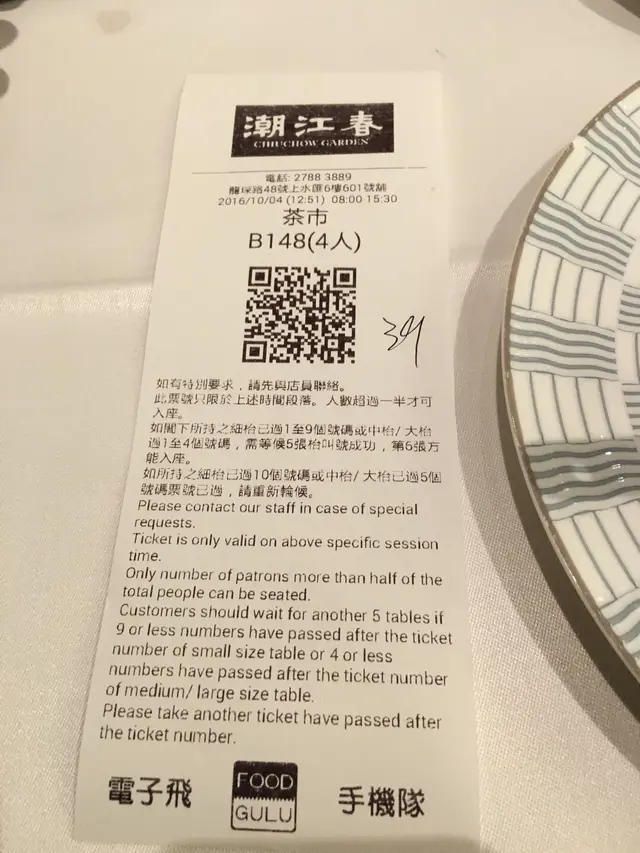 潮江春
CHIUCHOW GARDEN
電話: 2788 3889
龍琛路48號上水匯6樓601號舖
2016/10/04 (12:51) 08:00 15:30
茶市
B148(4人)
如有特別要求，請先與店員聯絡。
此票號只限於上述時間段落。人數超過一半才可
入座。
如閣下所持之細枱已過1至9個號碼或中枱/大枱
過1至4個號碼，需等候5張枱叫號成功，第6張方
能入座。
如所持之細枱已過10個號碼或中枱/大枱已過5個
號碼票號已過，請重新輪候。
Please contact our staff in case of special
requests.
Ticket is only valid on above specific session
time.
Only number of patrons more than half of the
total people can be seated.
Customers should wait for another 5 tables if
9 or less numbers have passed after the ticket
number of small size table or 4 or less
numbers have passed after the ticket number
of medium/ large size table.
Please take another ticket have passed after
the ticket number.
電子飛 FOOD GULU 手機隊